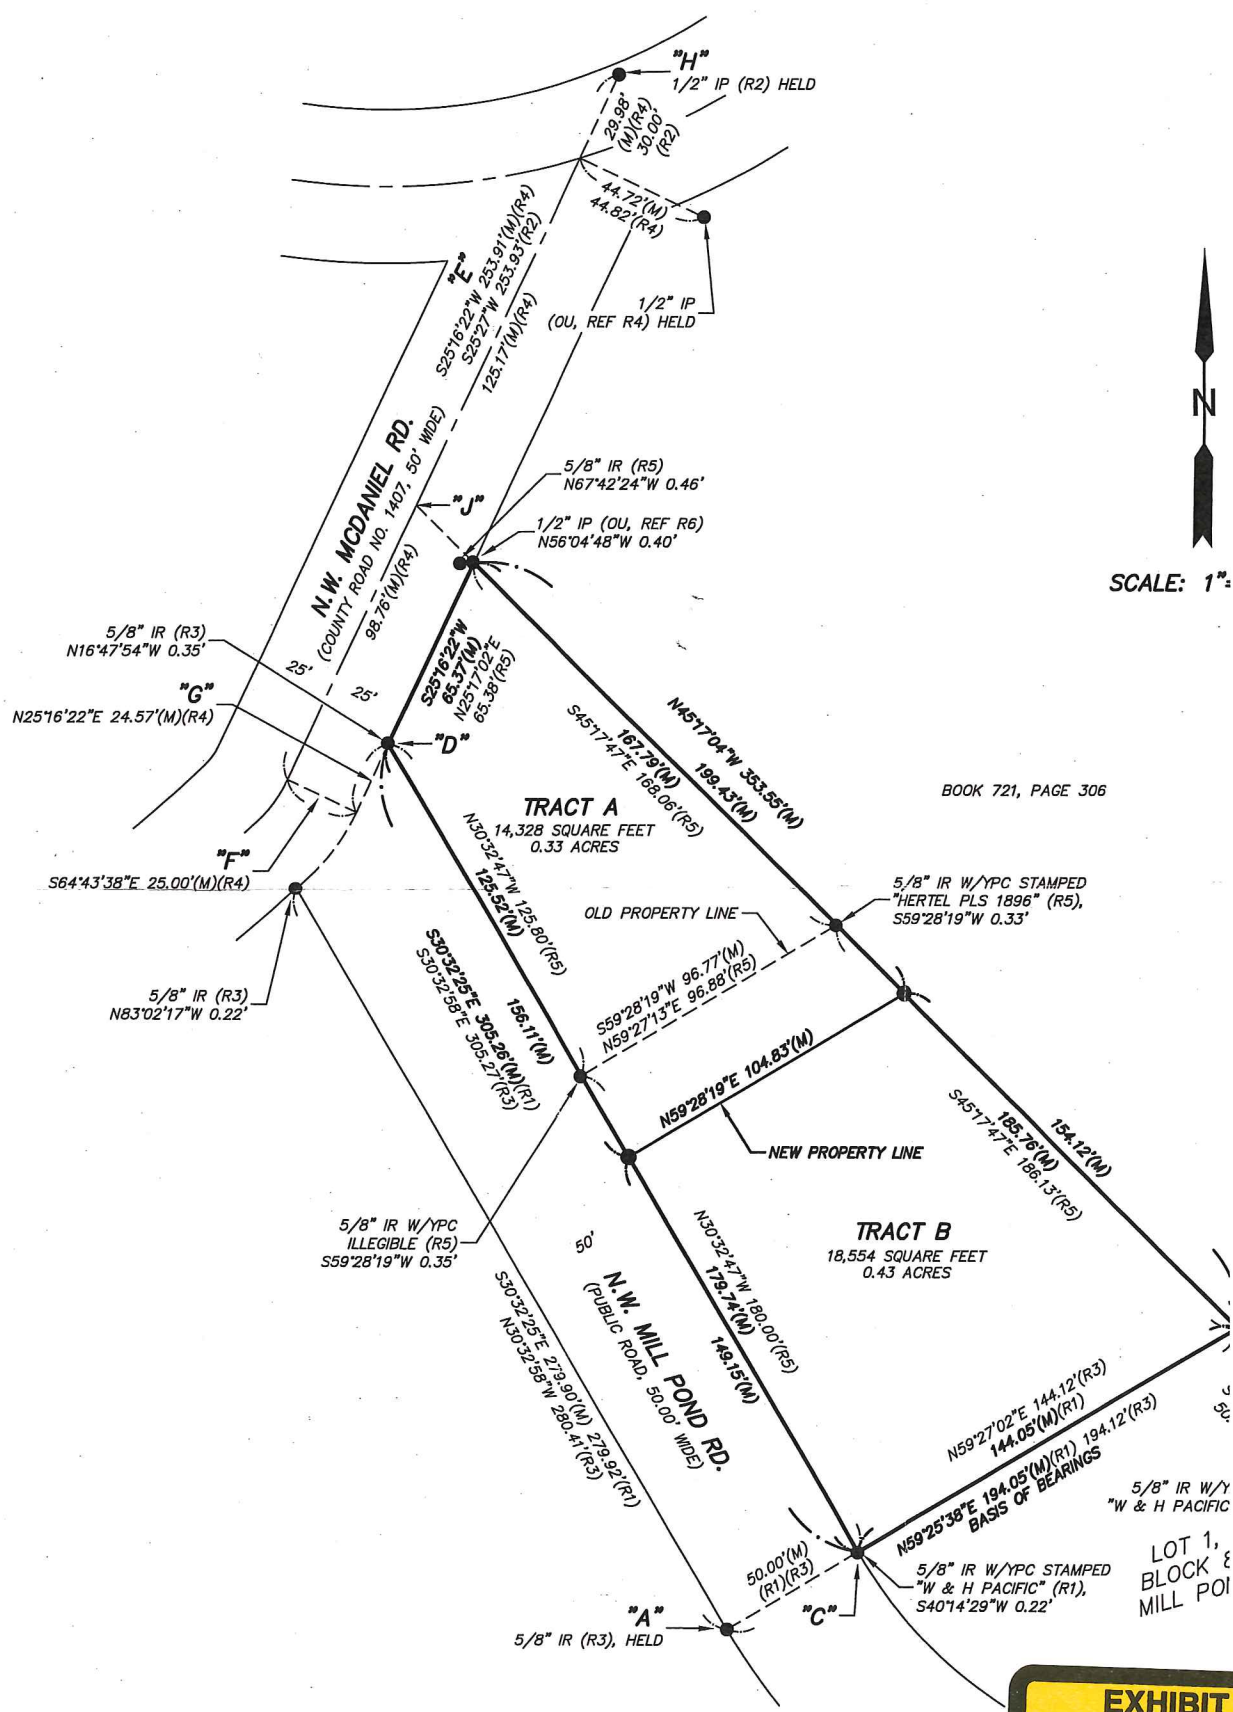 "H"
1/2" IP (R2) HELD
29.98'
(M)(R4)
30.00'
(R2)
44.72'(M)
44.82'(R4)
1/2" IP
(OU, REF R4) HELD
"E"
S25°16'22"W 253.91'(M)(R4)
S25°27'W 253.93'(R2)
125.17'(M)(R4)
N
SCALE: 1"=
N.W. MCDANIEL RD.
(COUNTY ROAD NO. 1407, 50' WIDE)
98.76'(M)(R4)
"J"
5/8" IR (R5)
N67°42'24"W 0.46'
1/2" IP (OU, REF R6)
N56°04'48"W 0.40'
5/8" IR (R3)
N16°47'54"W 0.35'
25'
25'
"G"
N25°16'22"E 24.57'(M)(R4)
"D"
S25°16'22"W
65.37'(M)
N25°17'02"E
65.38'(R5)
N45°17'04"W 353.55'(M)
199.43'(M)
167.79'(M)
S45°17'47"E 168.06'(R5)
BOOK 721, PAGE 306
TRACT A
14,328 SQUARE FEET
0.33 ACRES
"F"
S64°43'38"E 25.00'(M)(R4)
N30°32'47"W 125.80'(R5)
125.52'(M)
OLD PROPERTY LINE
5/8" IR W/YPC STAMPED
"HERTEL PLS 1896" (R5),
S59°28'19"W 0.33'
S59°28'19"W 96.77'(M)
N59°27'13"E 96.88'(R5)
156.11'(M)
S30°32'25"E 305.26'(M)(R1)
S30°32'58"E 305.27'(R3)
5/8" IR (R3)
N83°02'17"W 0.22'
N59°28'19"E 104.83'(M)
NEW PROPERTY LINE
154.12'(M)
185.76'(M)
S45°17'47"E 186.13'(R5)
5/8" IR W/YPC
ILLEGIBLE (R5)
S59°28'19"W 0.35'
50'
N.W. MILL POND RD.
(PUBLIC ROAD, 50.00' WIDE)
TRACT B
18,554 SQUARE FEET
0.43 ACRES
N30°32'47"W 180.00'(R5)
179.74'(M)
149.15'(M)
S30°32'25"E 279.90'(M) 279.92'(R1)
N30°32'58"W 280.41'(R3)
N59°27'02"E 144.12'(R3)
144.05'(M)(R1)
N59°25'38"E 194.05'(M)(R1) 194.12'(R3)
BASIS OF BEARINGS
50.
5/8" IR W/Y
"W & H PACIFIC
50.00'(M)
(R1)(R3)
"A"
5/8" IR (R3), HELD
"C"
5/8" IR W/YPC STAMPED
"W & H PACIFIC" (R1),
S40°14'29"W 0.22'
LOT 1,
BLOCK
MILL PO
EXHIBIT